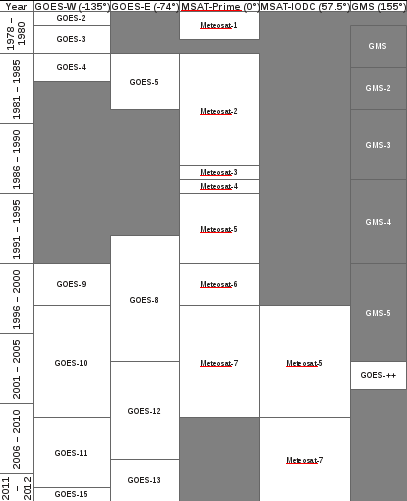 Year GOES-W (-135°) GOES-E (-74°) MSAT-Prime (0°) MSAT-IODC (57.5°) GMS (155°)
1978 –
1980
GOES-2
GOES-3
Meteosat-1
GMS
1981 – 1985
GOES-4
GOES-5
Meteosat-2
GMS-2
1986 – 1990
Meteosat-3
Meteosat-4
GMS-3
1991 – 1995
Meteosat-5
GMS-4
1996 – 2000
GOES-9
GOES-8
Meteosat-6
GMS-5
2001 – 2005
GOES-10
Meteosat-7
Meteosat-5
GOES-++
2006 – 2010
GOES-12
GOES-11
Meteosat-7
2011
–
2012
GOES-13
GOES-15